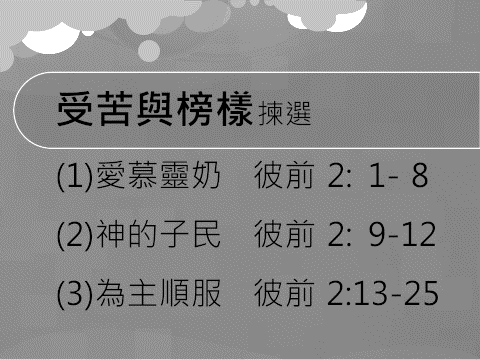 受苦與榜樣 揀選
(1)愛慕靈奶 彼前 2: 1- 8
(2)神的子民 彼前 2: 9-12
(3)為主順服 彼前 2:13-25